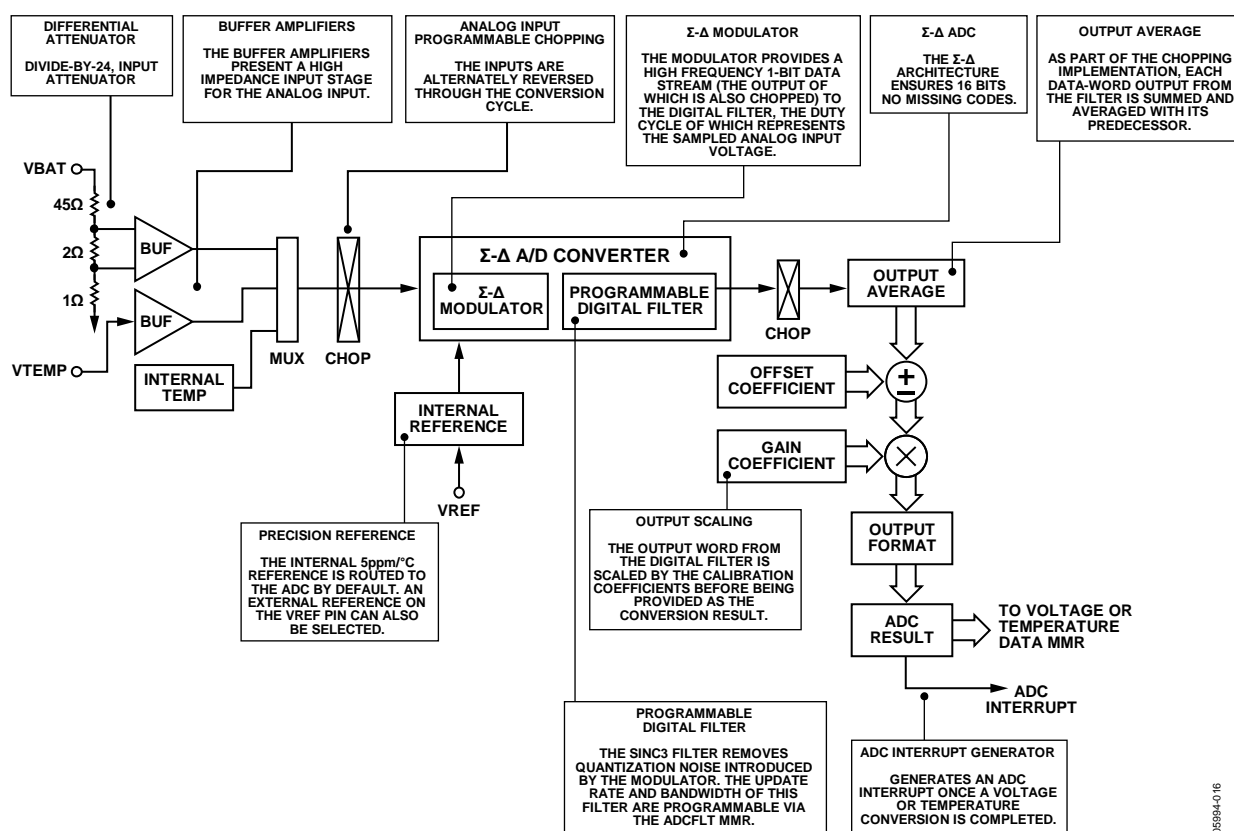 DIFFERENTIAL
ATTENUATOR
DIVIDE-BY-24, INPUT
ATTENUATOR
BUFFER AMPLIFIERS
THE BUFFER AMPLIFIERS
PRESENT A HIGH
IMPEDANCE INPUT STAGE
FOR THE ANALOG INPUT.
ANALOG INPUT
PROGRAMMABLE CHOPPING
THE INPUTS ARE
ALTERNATELY REVERSED
THROUGH THE CONVERSION
CYCLE.
Σ-Δ MODULATOR
THE MODULATOR PROVIDES A
HIGH FREQUENCY 1-BIT DATA
STREAM (THE OUTPUT OF
WHICH IS ALSO CHOPPED) TO
THE DIGITAL FILTER, THE DUTY
CYCLE OF WHICH REPRESENTS
THE SAMPLED ANALOG INPUT
VOLTAGE.
Σ-Δ ADC
THE Σ-Δ
ARCHITECTURE
ENSURES 16 BITS
NO MISSING CODES.
OUTPUT AVERAGE
AS PART OF THE CHOPPING
IMPLEMENTATION, EACH
DATA-WORD OUTPUT FROM
THE FILTER IS SUMMED AND
AVERAGED WITH ITS
PREDECESSOR.
VBAT
45Ω
2Ω
1Ω
BUF
BUF
VTEMP
INTERNAL
TEMP
MUX
CHOP
Σ-Δ A/D CONVERTER
Σ-Δ
MODULATOR
PROGRAMMABLE
DIGITAL FILTER
CHOP
OUTPUT
AVERAGE
OFFSET
COEFFICIENT
±
INTERNAL
REFERENCE
VREF
GAIN
COEFFICIENT
×
PRECISION REFERENCE
THE INTERNAL 5ppm/°C
REFERENCE IS ROUTED TO
THE ADC BY DEFAULT. AN
EXTERNAL REFERENCE ON
THE VREF PIN CAN ALSO
BE SELECTED.
OUTPUT SCALING
THE OUTPUT WORD FROM
THE DIGITAL FILTER IS
SCALED BY THE CALIBRATION
COEFFICIENTS BEFORE BEING
PROVIDED AS THE
CONVERSION RESULT.
OUTPUT
FORMAT
ADC
RESULT
TO VOLTAGE OR
TEMPERATURE
DATA MMR
ADC
INTERRUPT
PROGRAMMABLE
DIGITAL FILTER
THE SINC3 FILTER REMOVES
QUANTIZATION NOISE INTRODUCED
BY THE MODULATOR. THE UPDATE
RATE AND BANDWIDTH OF THIS
FILTER ARE PROGRAMMABLE VIA
THE ADCFLT MMR.
ADC INTERRUPT GENERATOR
GENERATES AN ADC
INTERRUPT ONCE A VOLTAGE
OR TEMPERATURE
CONVERSION IS COMPLETED.
05994-016